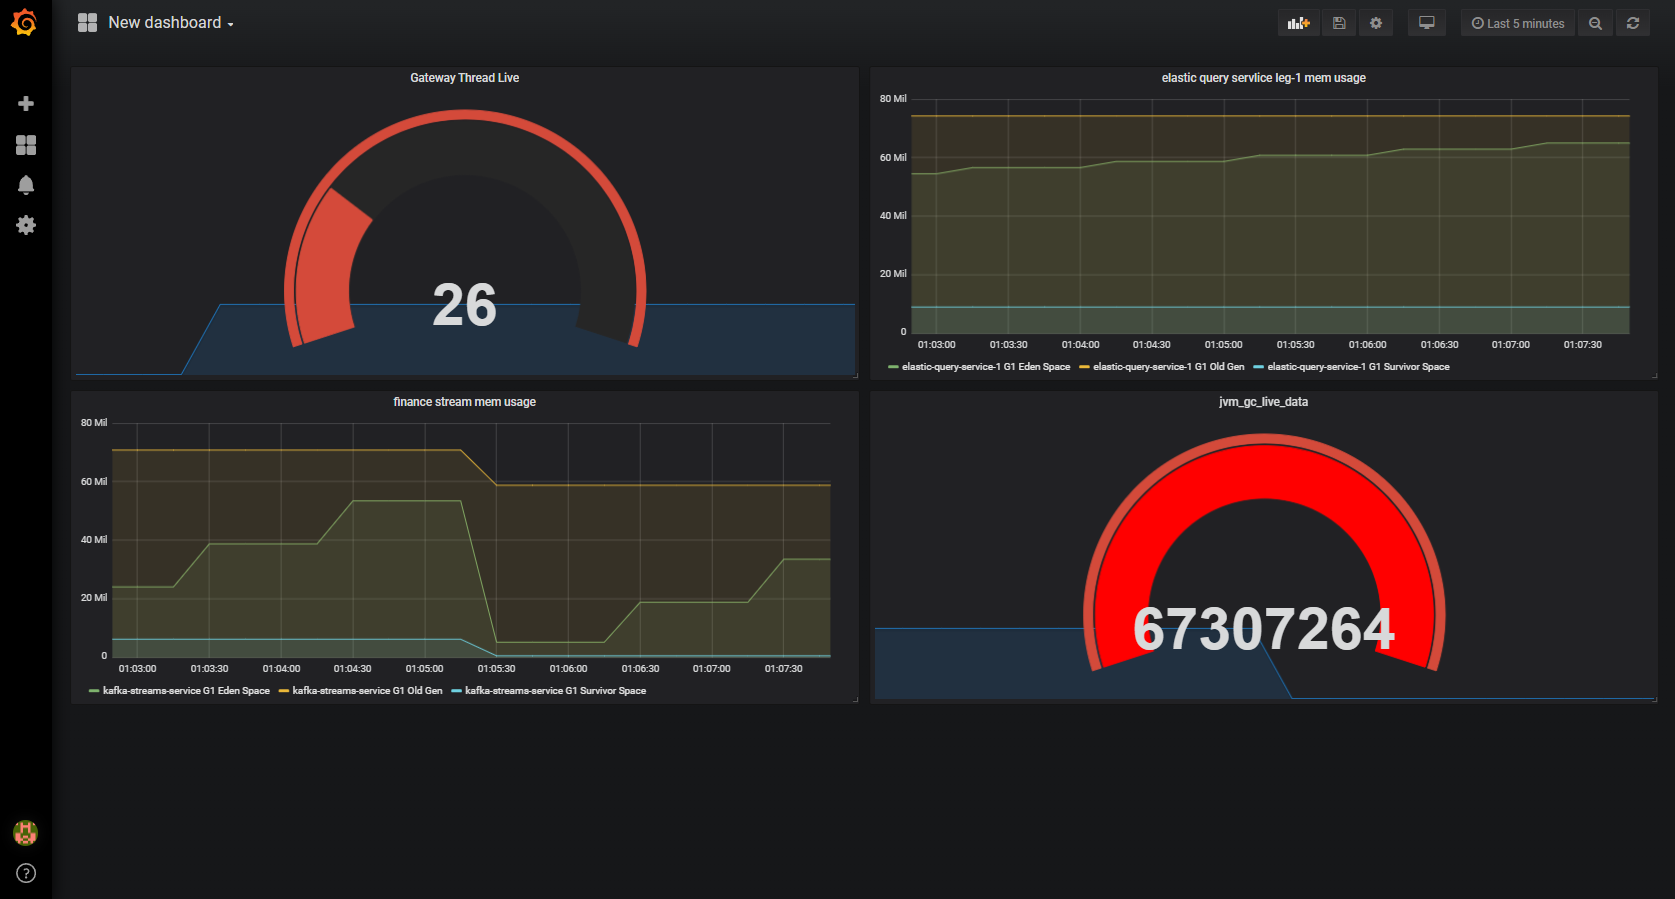 New dashboard
Last 5 minutes
Gateway Thread Live
26
elastic query servlice leg-1 mem usage
80 Mil
60 Mil
40 Mil
20 Mil
0
01:03:00 01:03:30 01:04:00 01:04:30 01:05:00 01:05:30 01:06:00 01:06:30 01:07:00 01:07:30
elastic-query-service-1 G1 Eden Space elastic-query-service-1 G1 Old Gen elastic-query-service-1 G1 Survivor Space
finance stream mem usage
80 Mil
60 Mil
40 Mil
20 Mil
0
01:03:00 01:03:30 01:04:00 01:04:30 01:05:00 01:05:30 01:06:00 01:06:30 01:07:00 01:07:30
kafka-streams-service G1 Eden Space kafka-streams-service G1 Old Gen kafka-streams-service G1 Survivor Space
jvm_gc_live_data
67307264
?